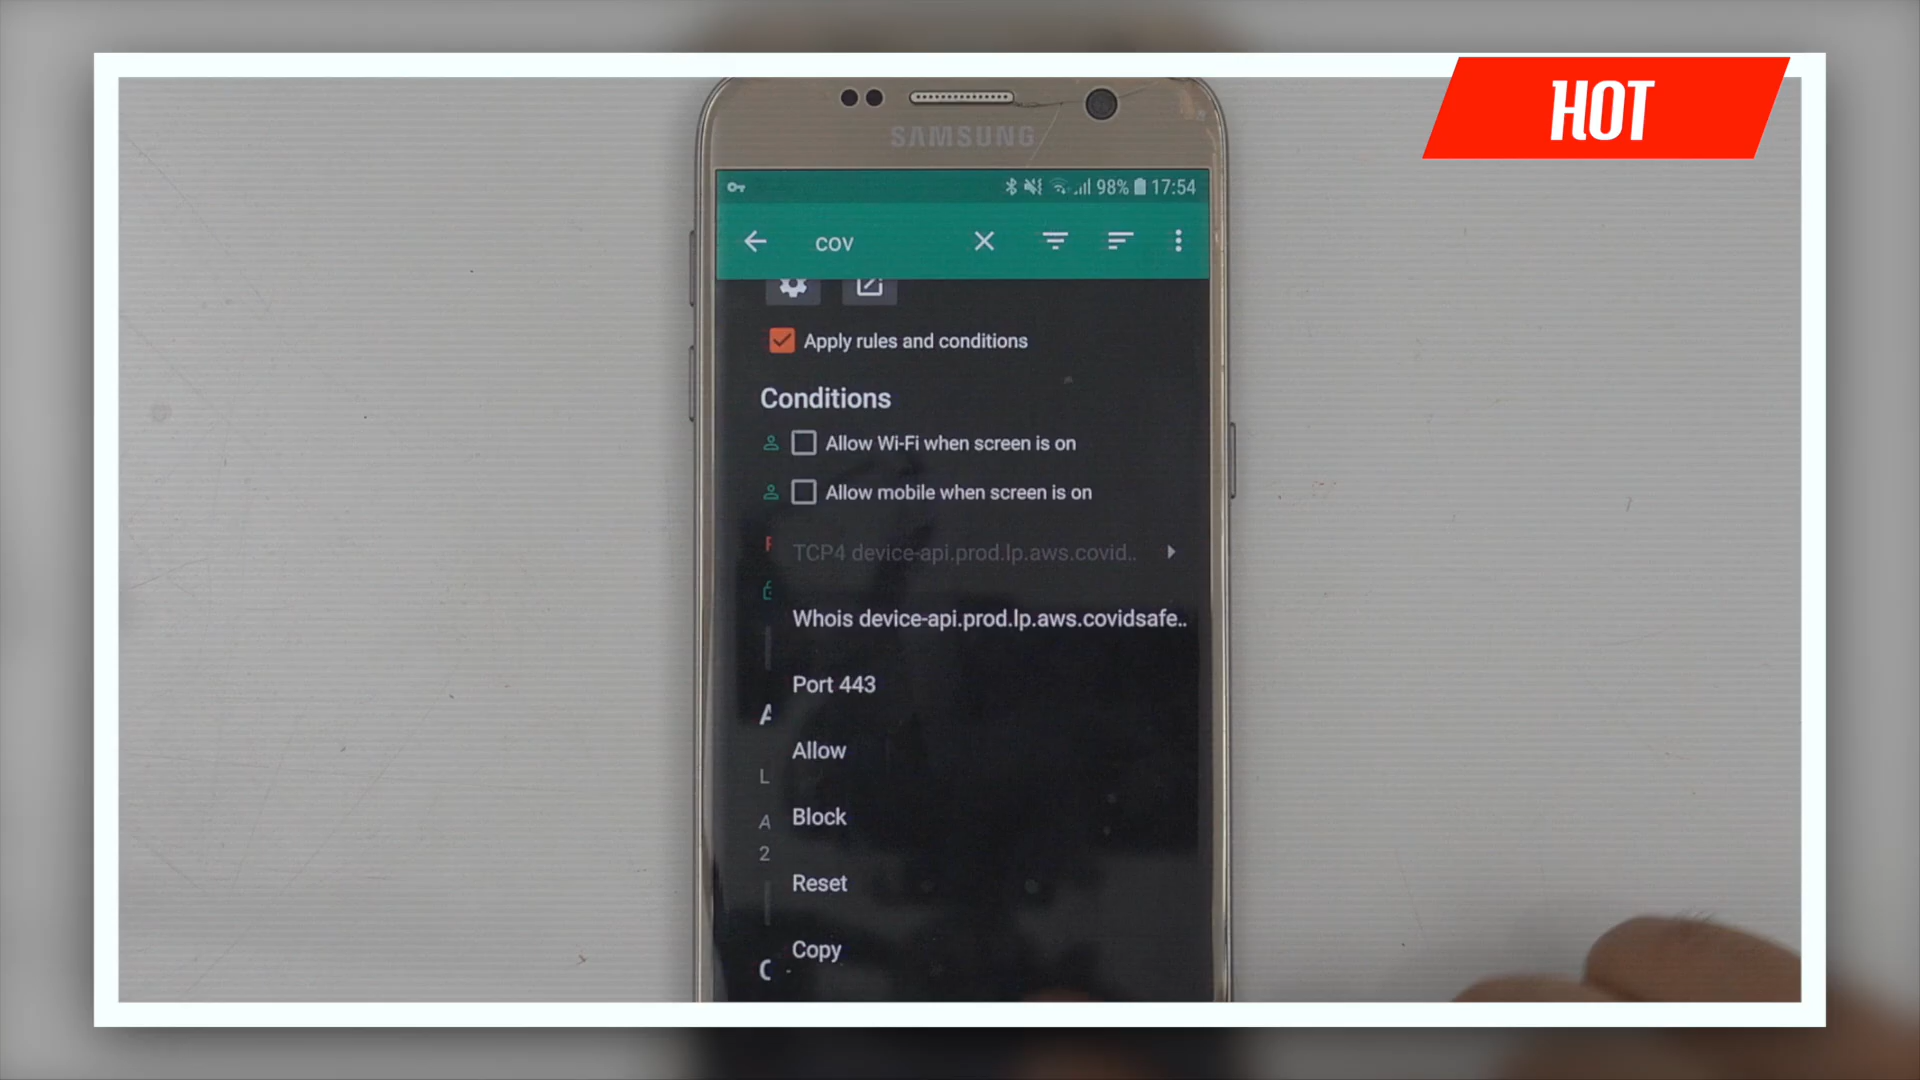 HOT
SAMSUNG
98% 17:54
cov
Apply rules and conditions
Conditions
Allow Wi-Fi when screen is on
Allow mobile when screen is on
TCP4 device-api.prod.lp.aws.covid..
Whois device-api.prod.lp.aws.covidsafe..
Port 443
A
Allow
L
Block
A
2
Reset
Copy
C